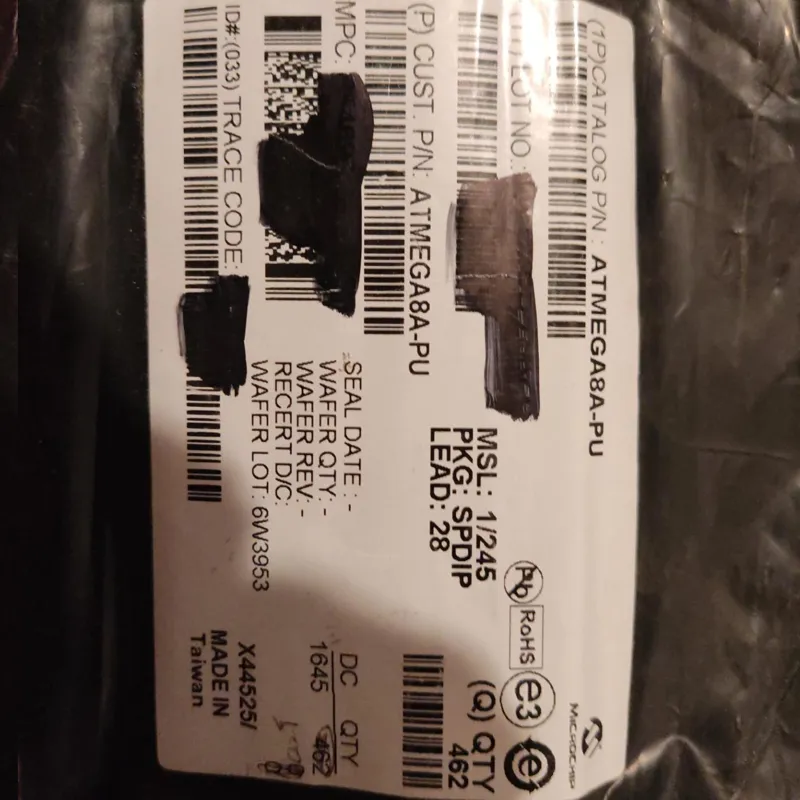 (1P)CATALOG P/N : ATMEGA8A-PU
LOT NO.:
(P) CUST. P/N: ATMEGA8A-PU
MPC:
ID#:(033) TRACE CODE:
MSL: 1/245
PKG: SPDIP
LEAD: 28
SEAL DATE : -
WAFER QTY: -
WAFER REV: -
RECERT D/C:
WAFER LOT: 6W3953
Pb
RoHS
e3
e
MICROCHIP
(Q) QTY
462
DC QTY
1645 462
X44525/
MADE IN
Taiwan